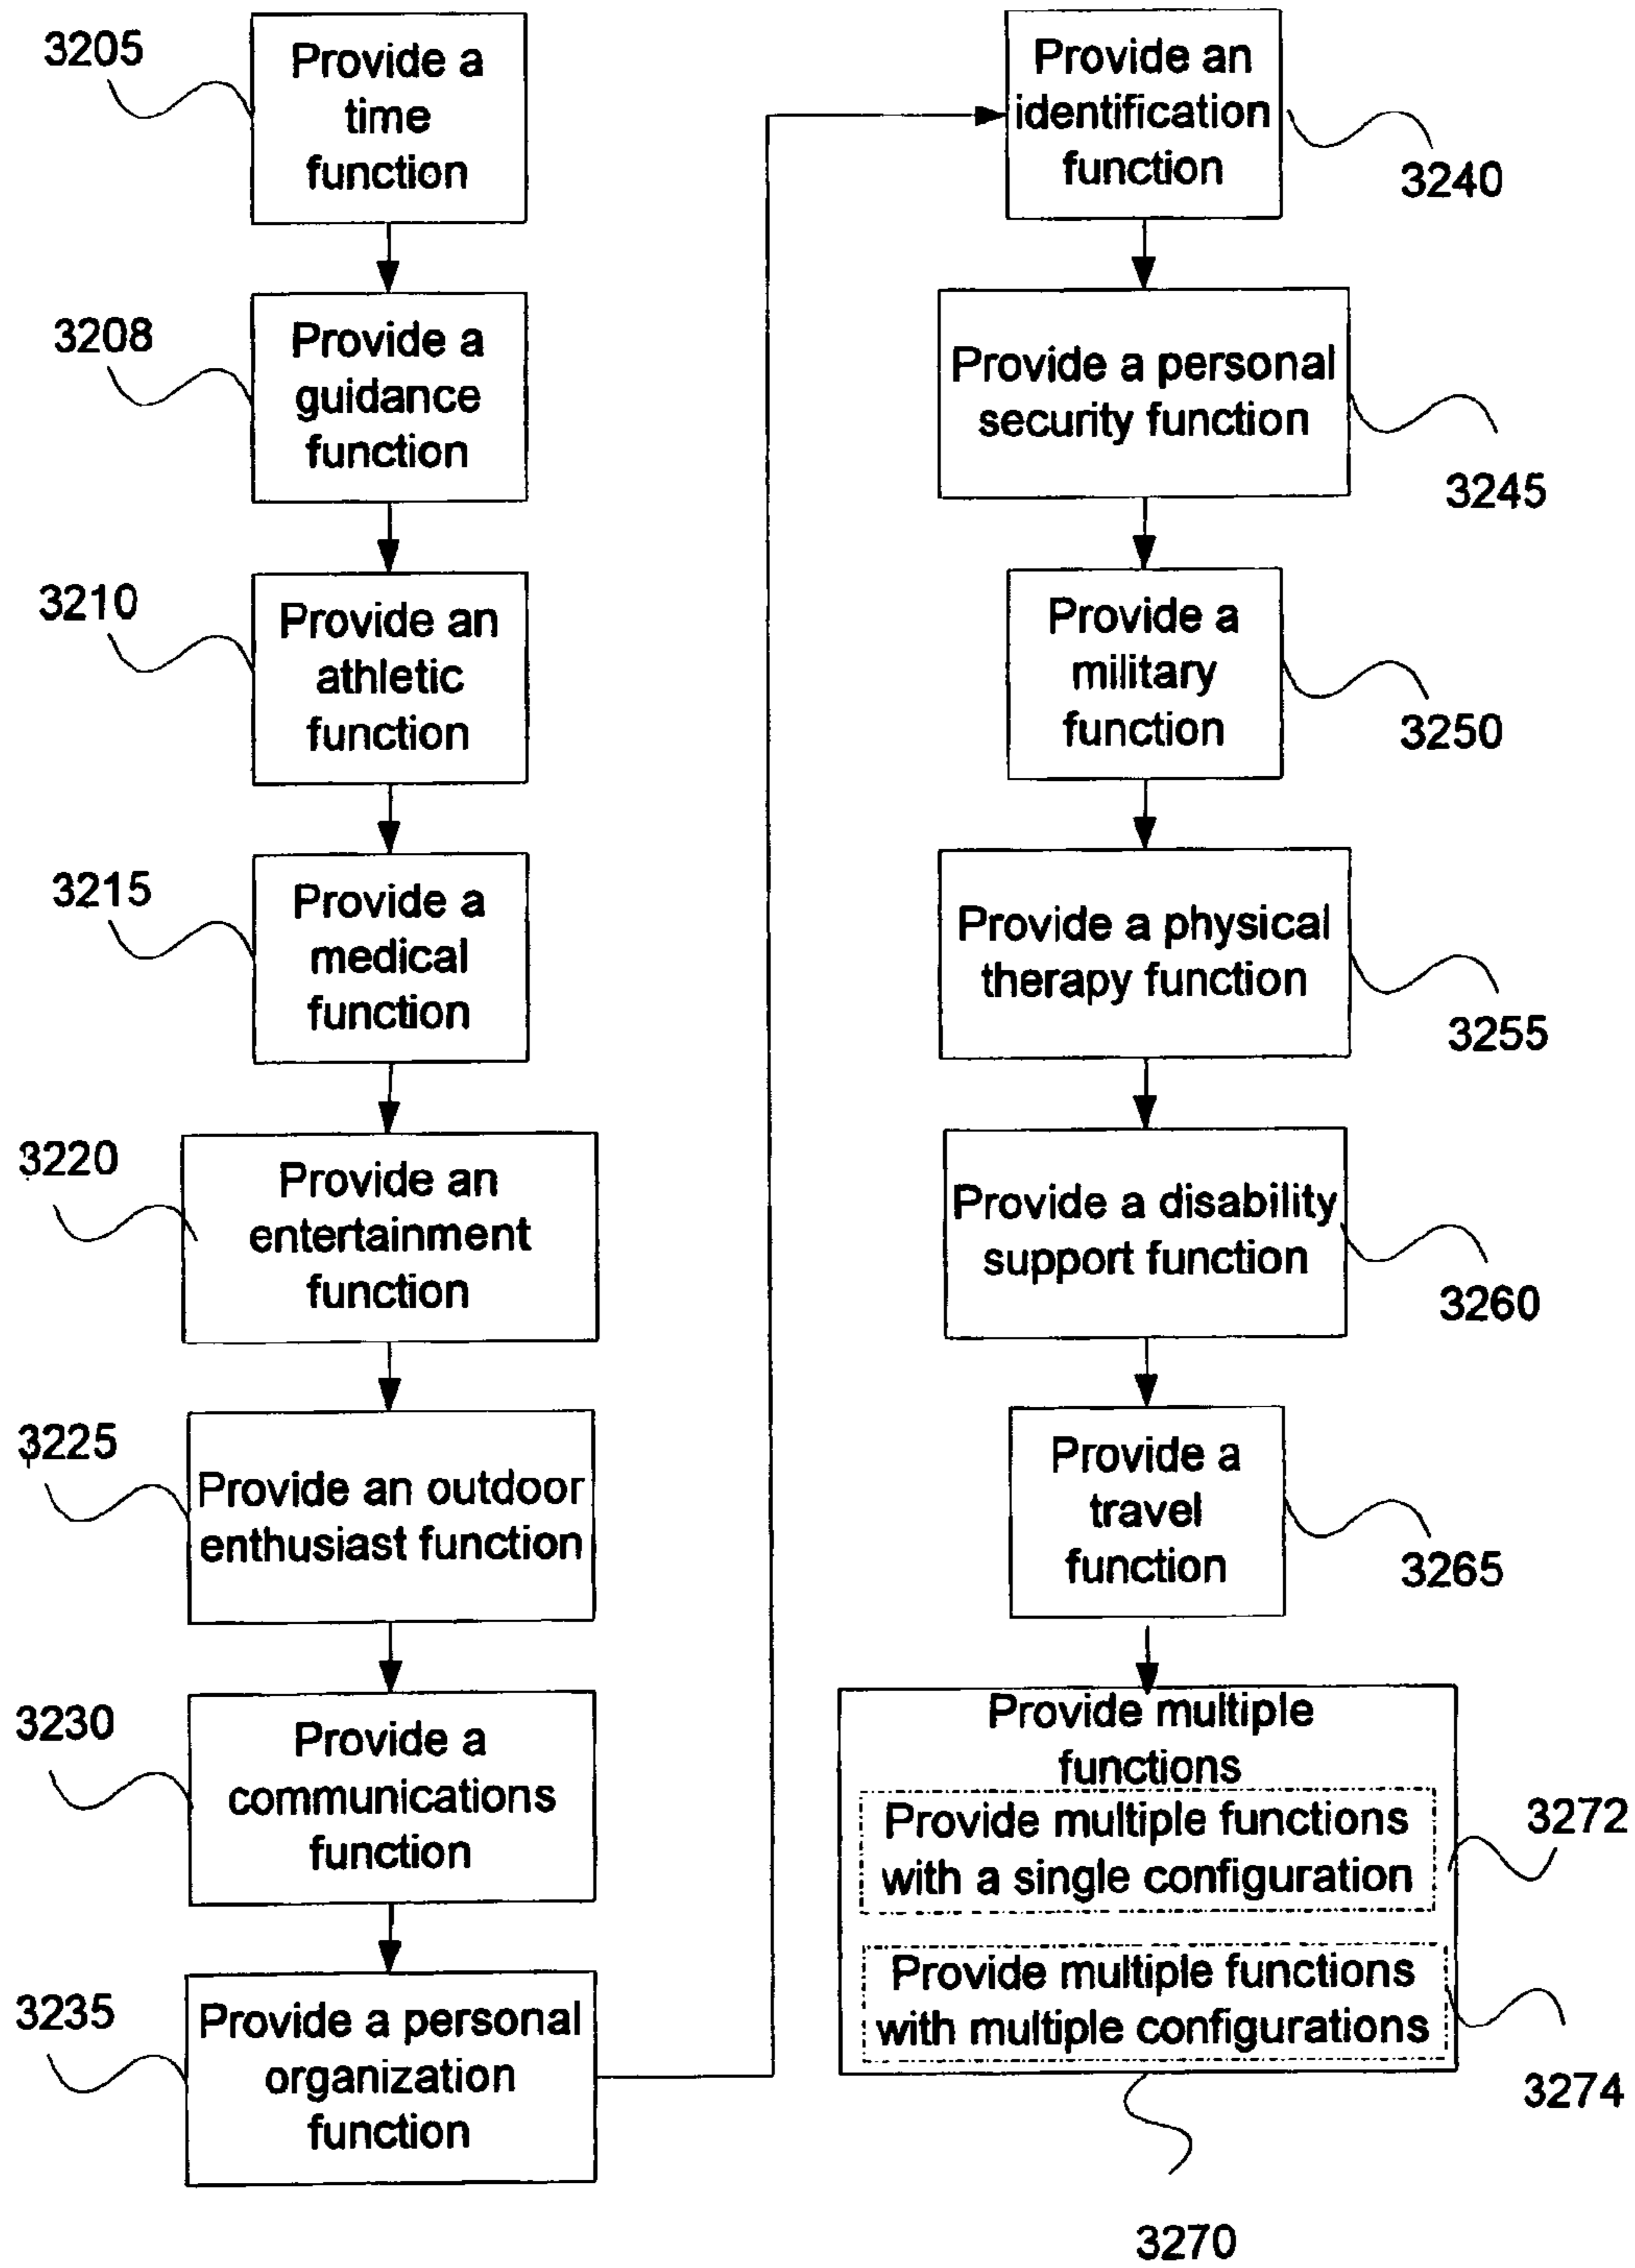 3205
Provide a
time
function
3208
Provide a
guidance
function
3210
Provide an
athletic
function
3215
Provide a
medical
function
3220
Provide an
entertainment
function
3225
Provide an outdoor
enthusiast function
3230
Provide a
communications
function
3235
Provide a personal
organization
function
Provide an
identification
function
3240
Provide a personal
security function
3245
Provide a
military
function
3250
Provide a physical
therapy function
3255
Provide a disability
support function
3260
Provide a
travel
function
3265
Provide multiple
functions
Provide multiple functions
with a single configuration
3272
Provide multiple functions
with multiple configurations
3274
3270